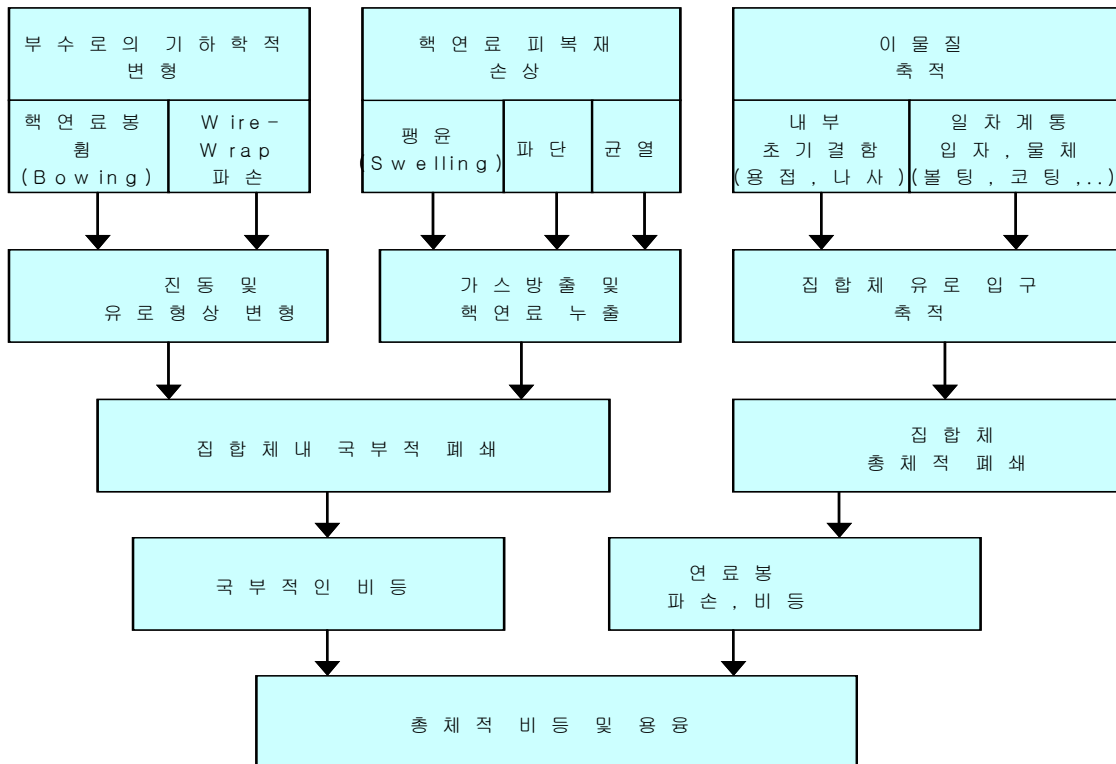 부수로의 기하학적
변형
핵연료봉
휨
(Bowing)
Wire-
Wrap
파손
핵연료 피복재
손상
팽윤
(Swelling)
파단
균열
이물질
축적
내부
초기결함
(용접,나사)
일차계통
입자,물체
(볼팅,코팅,..)
진동 및
유로형상 변형
가스방출 및
핵연료 누출
집합체 유로 입구
축적
집합체내 국부적 폐쇄
집합체
총체적 폐쇄
국부적인 비등
연료봉
파손,비등
총체적 비등 및 용융